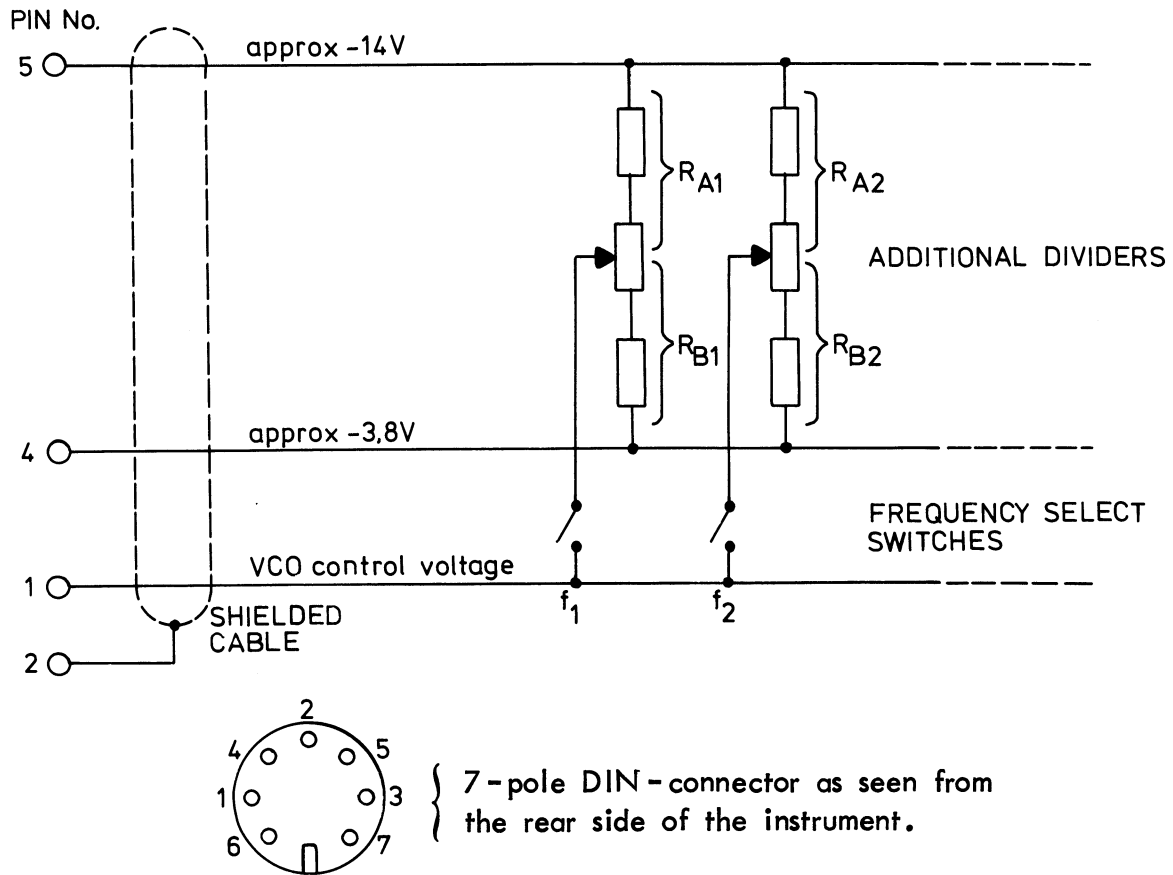 PIN No.
5
approx -14V
R A1
R A2
ADDITIONAL DIVIDERS
R B1
R B2
4
approx -3,8V
FREQUENCY SELECT
SWITCHES
1
VCO control voltage
f1
f2
SHIELDED
CABLE
2
2
4
5
1
3
6
7
7-pole DIN-connector as seen from
the rear side of the instrument.